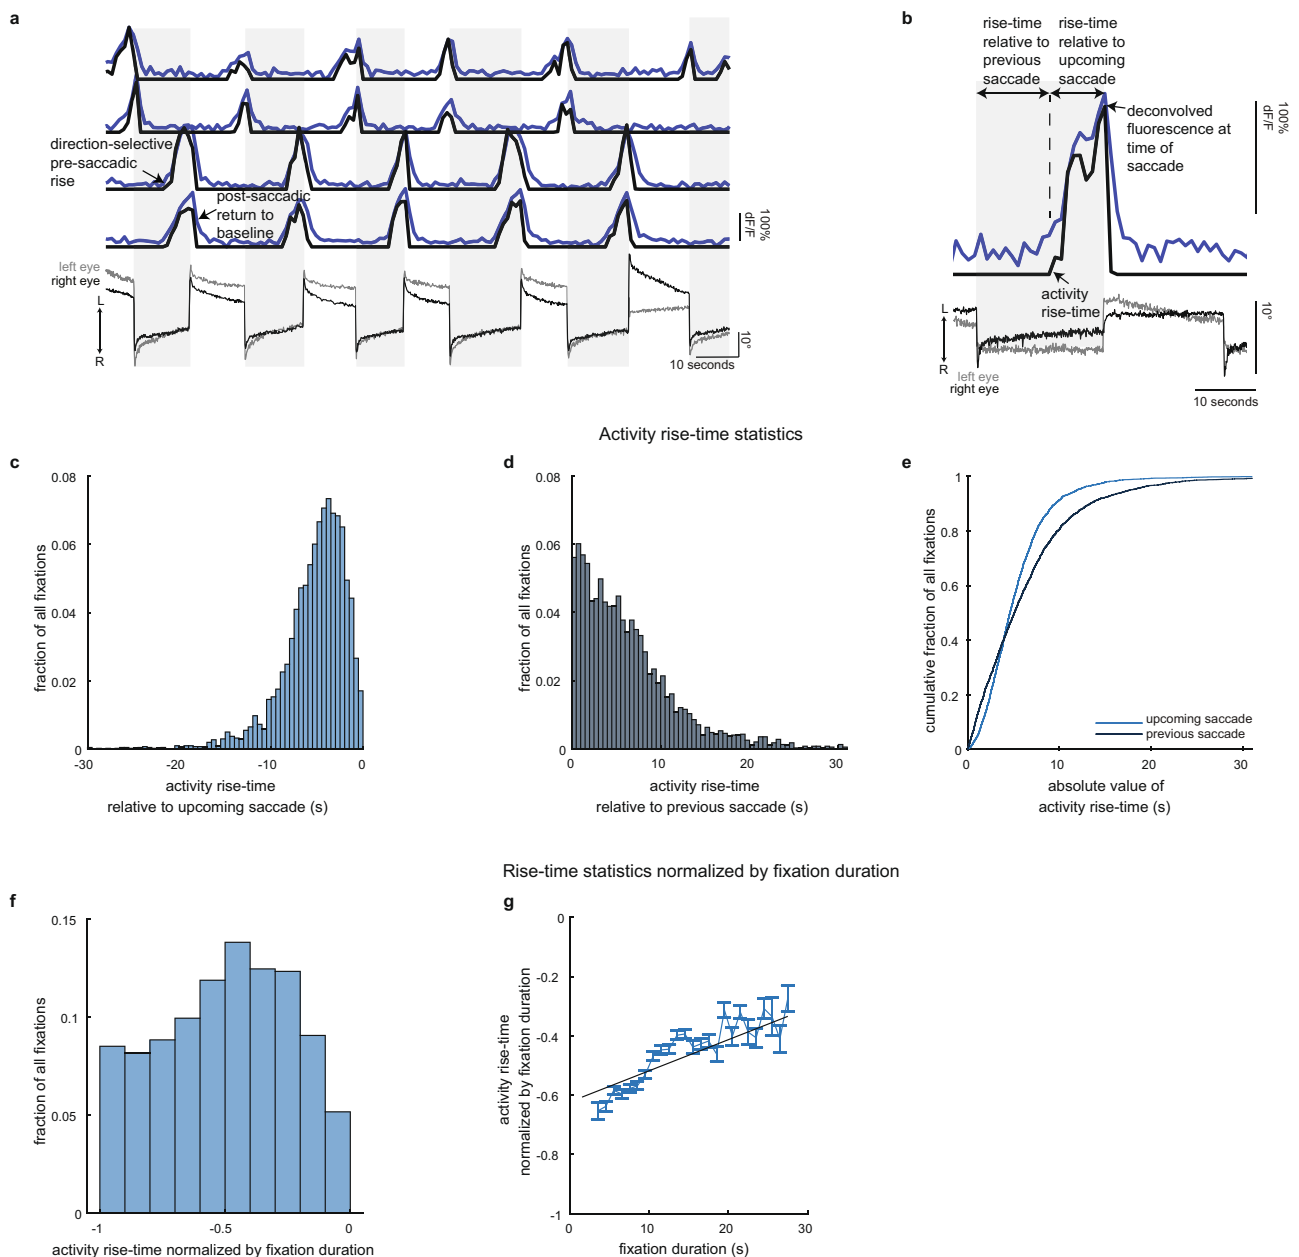 a
direction-selective
pre-saccadic
rise
post-saccadic
return to
baseline
100%
dF/F
left eye
right eye
L
R
10°
10 seconds
b
rise-time
relative to
previous
saccade
rise-time
relative to
upcoming
saccade
deconvolved
fluorescence at
time of
saccade
100%
dF/F
activity
rise-time
L
R
10°
left eye
right eye
10 seconds
Activity rise-time statistics
c
0.08
0.06
0.04
0.02
0
fraction of all fixations
-30
-20
-10
0
activity rise-time
relative to upcoming saccade (s)
d
0.08
0.06
0.04
0.02
0
fraction of all fixations
0
10
20
30
activity rise-time
relative to previous saccade (s)
e
1
0.8
0.6
0.4
0.2
0
cumulative fraction of all fixations
upcoming saccade
previous saccade
0
10
20
30
absolute value of
activity rise-time (s)
Rise-time statistics normalized by fixation duration
f
0.15
0.1
0.05
0
fraction of all fixations
-1
-0.5
0
activity rise-time normalized by fixation duration
g
0
-0.2
-0.4
-0.6
-0.8
-1
activity rise-time
normalized by fixation duration
0
10
20
30
fixation duration (s)